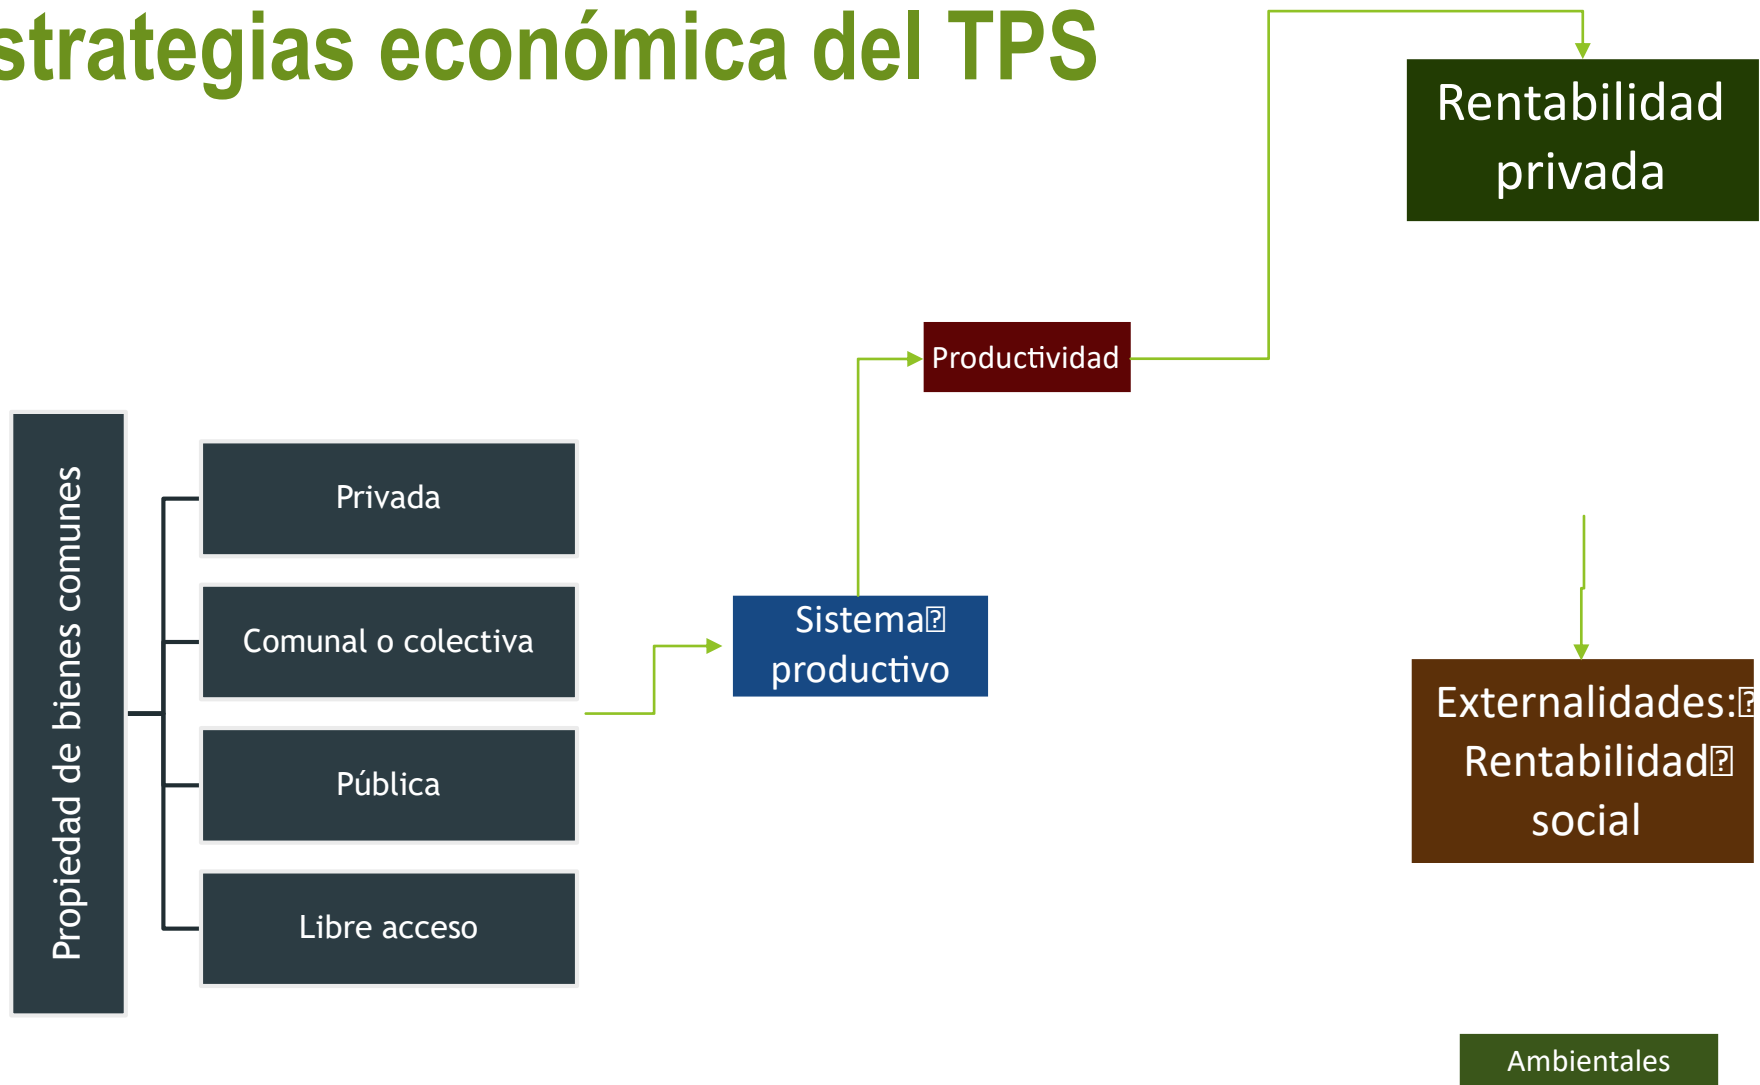 strategias económica del TPS
Rentabilidad
privada
Productividad
Propiedad de bienes comunes
Privada
Comunal o colectiva
Pública
Libre acceso
Sistema
productivo
Externalidades:
Rentabilidad
social
Ambientales